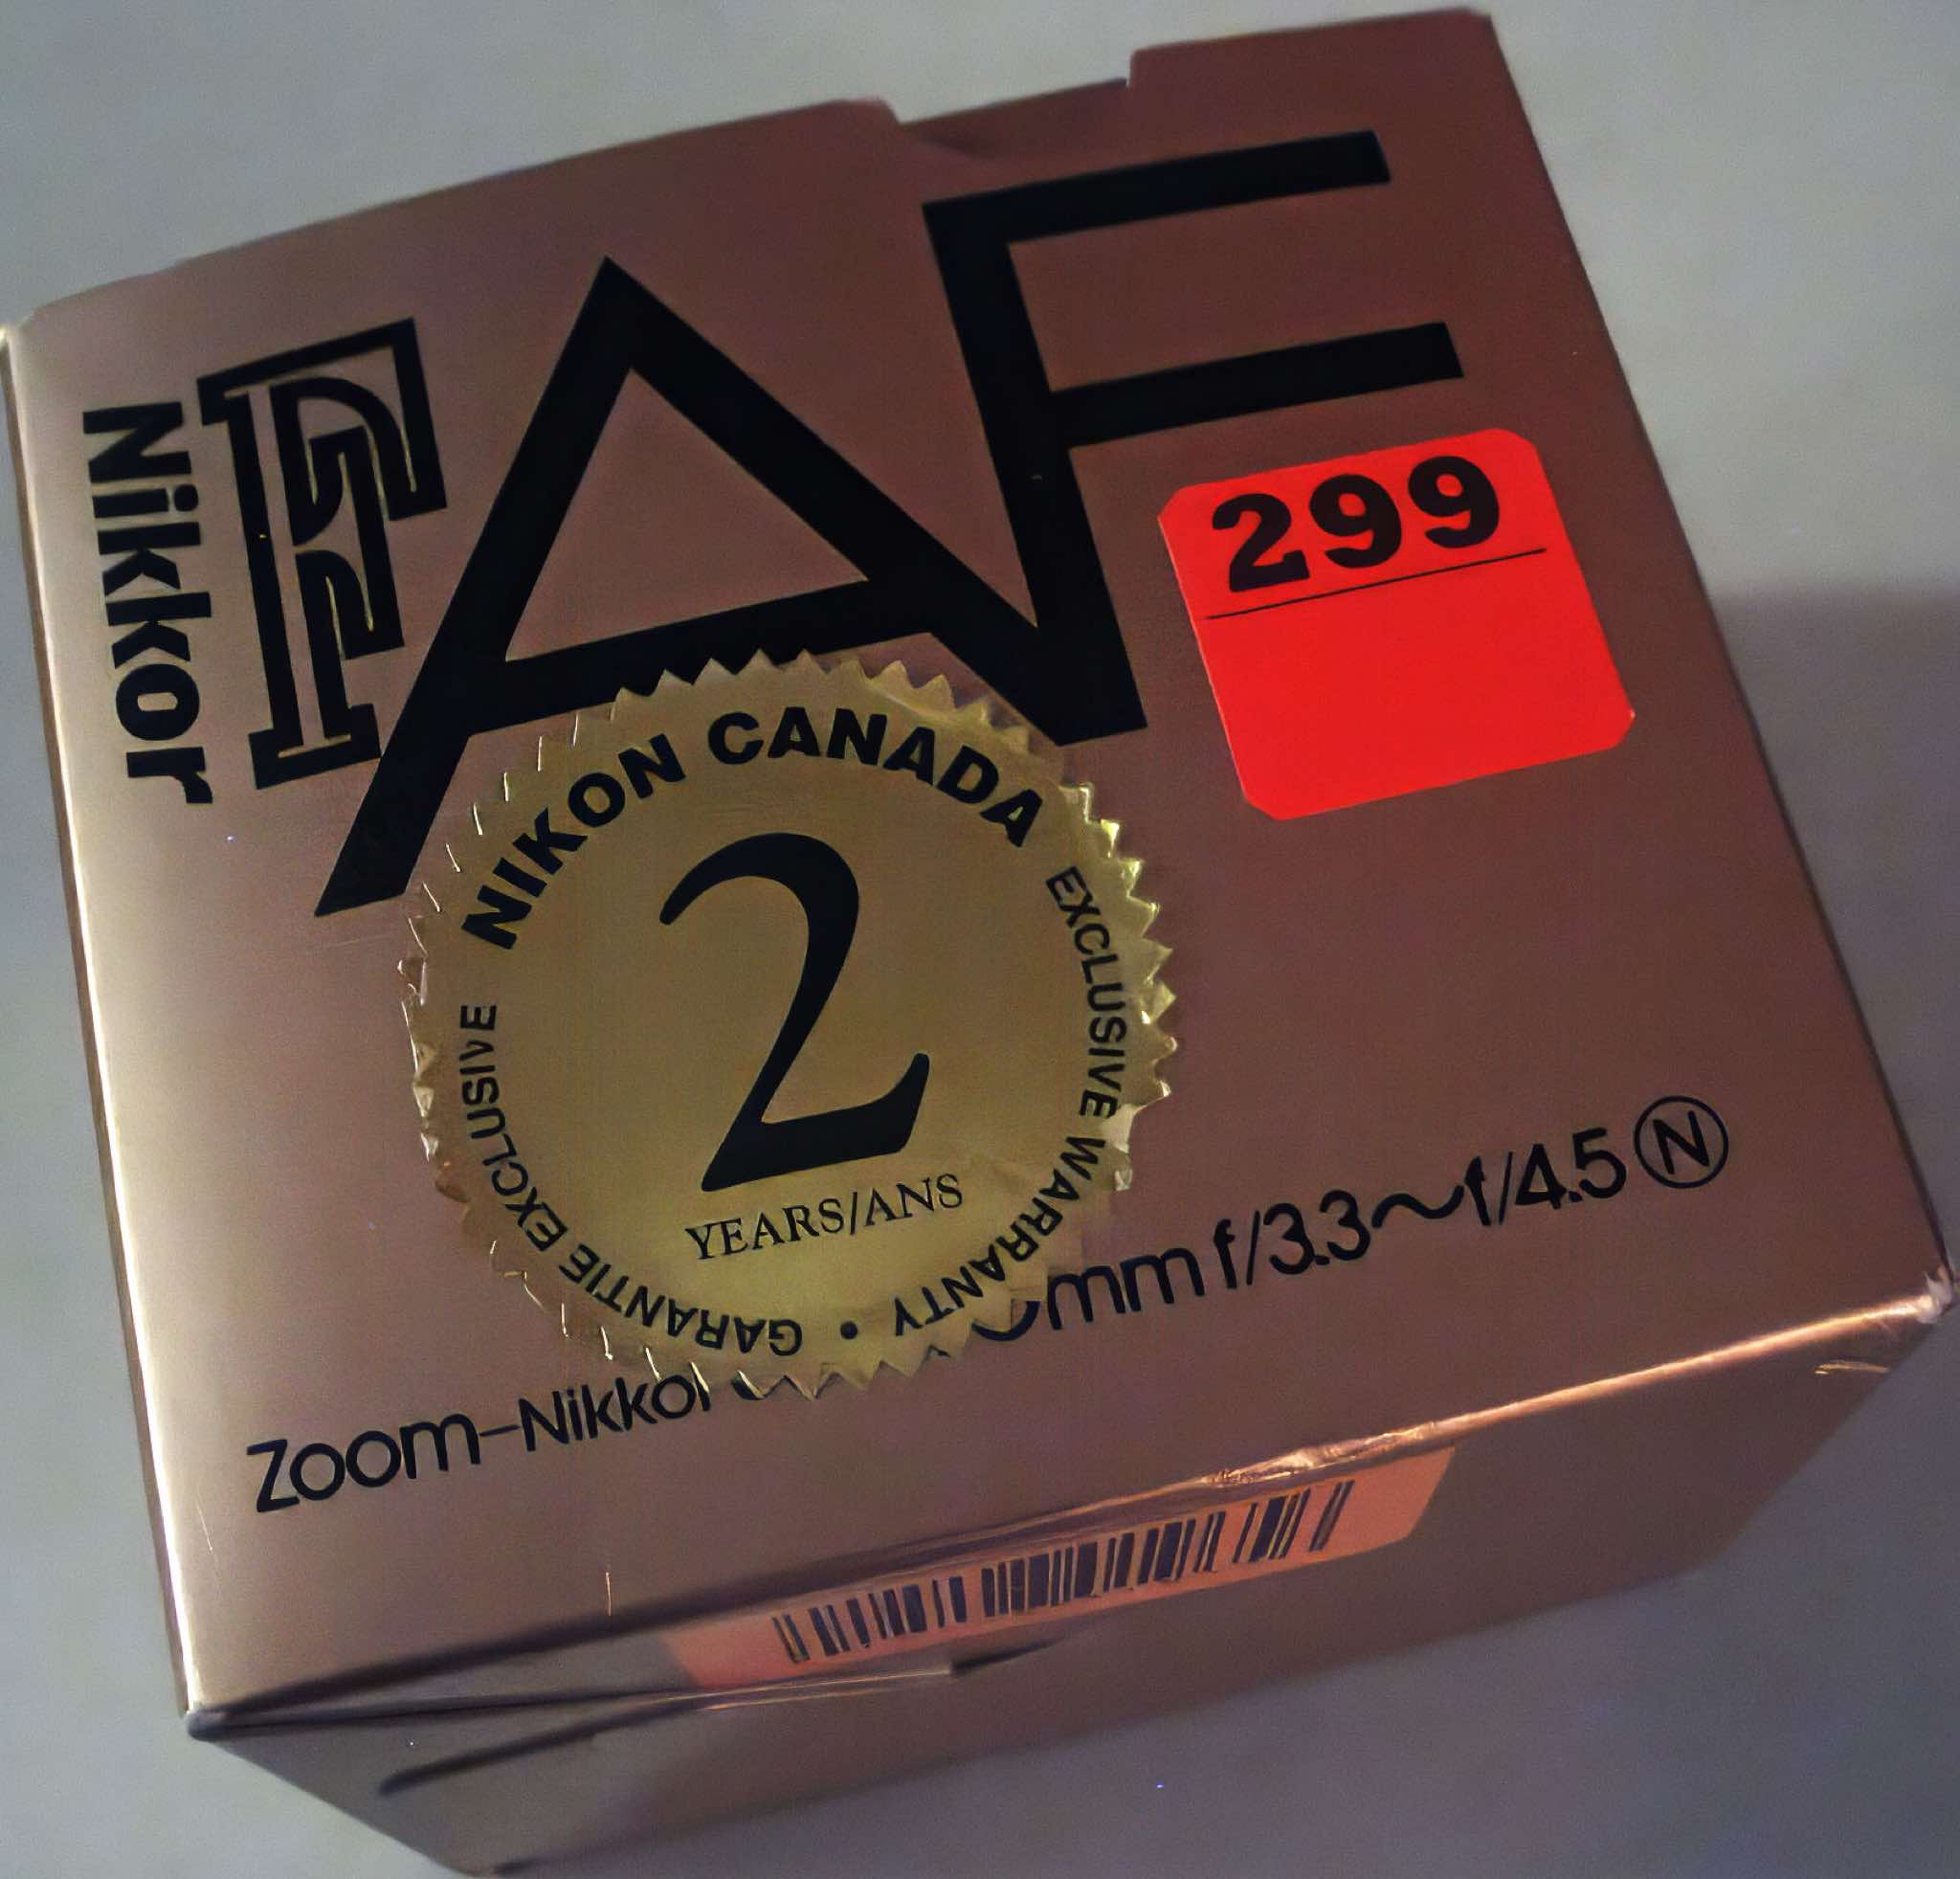 Nikkor
F
AF
299
NIKON CANADA
EXCLUSIVE WARRANTY • GARANTIE EXCLUSIVE
2
YEARS/ANS
Zoom-Nikkor mm f/3.3~f/4.5 N